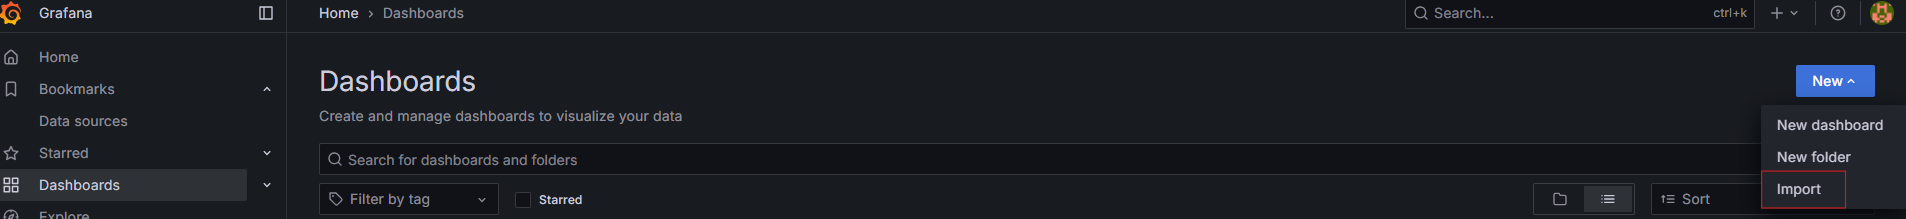 Grafana
Home › Dashboards
Search...
ctrl+k
Home
Bookmarks
Data sources
Starred
Dashboards
Explore
Dashboards
Create and manage dashboards to visualize your data
New
New dashboard
New folder
Import
Search for dashboards and folders
Filter by tag
Starred
Sort